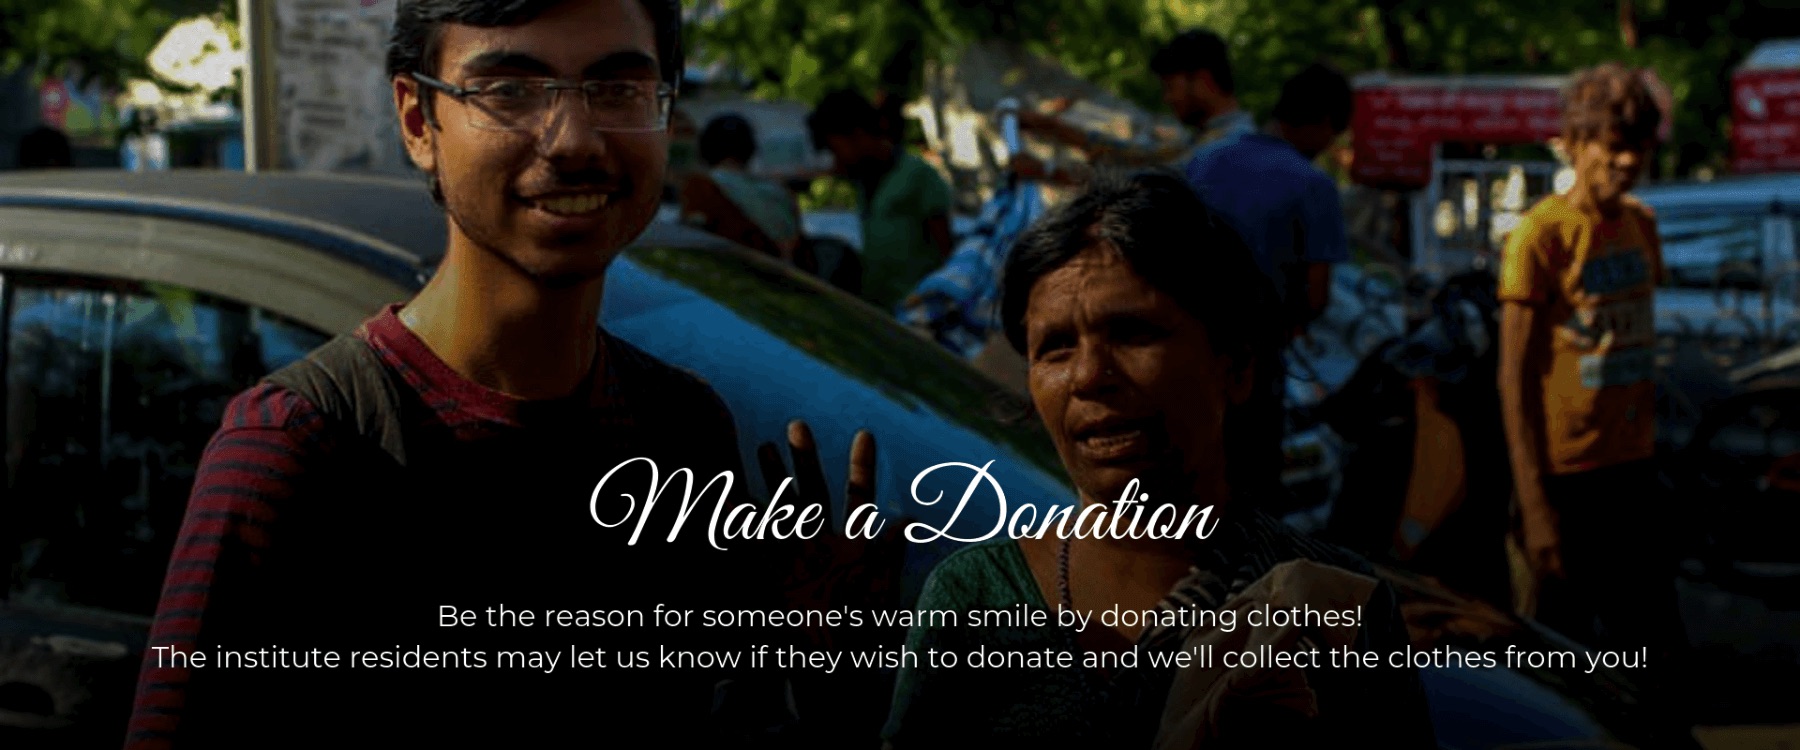 Make a Donation
Be the reason for someone's warm smile by donating clothes!
The institute residents may let us know if they wish to donate and we'll collect the clothes from you!